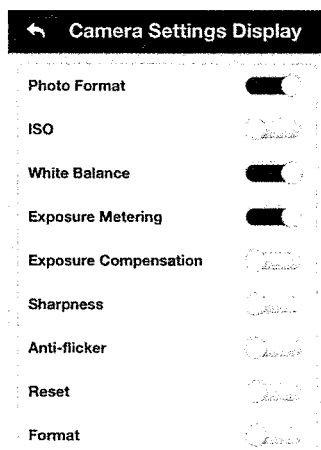 Camera Settings Display
Photo Format
ISO
White Balance
Exposure Metering
Exposure Compensation
Sharpness
Anti-flicker
Reset
Format